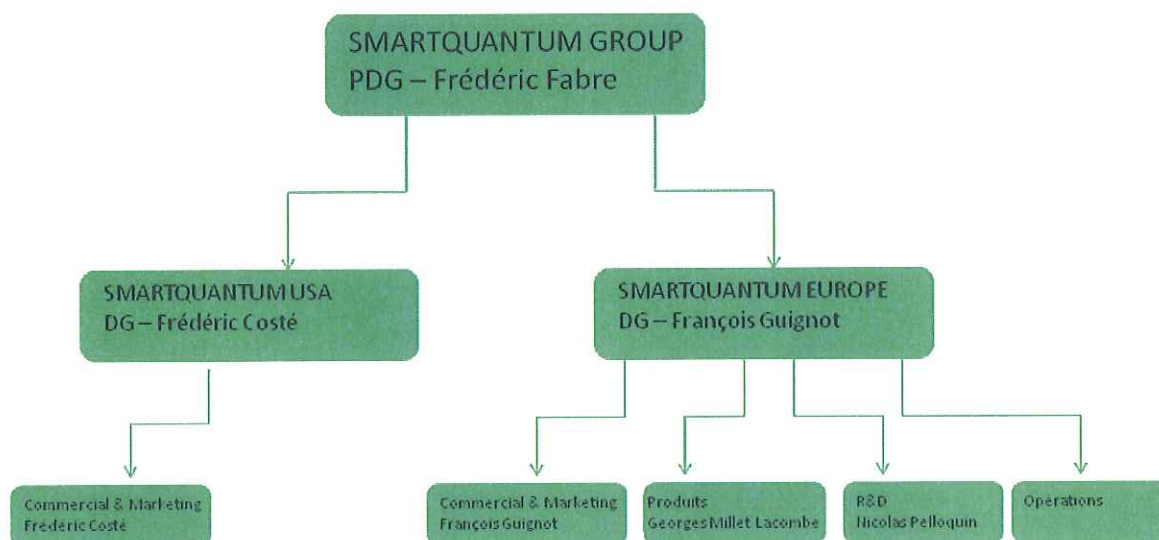 SMARTQUANTUM GROUP
PDG – Frédéric Fabre
SMARTQUANTUM USA
DG – Frédéric Costé
SMARTQUANTUM EUROPE
DG – François Guignot
Commercial & Marketing
Fréderic Costé
Commercial & Marketing
François Guignot
Produits
Georges Millet Lacombe
R&D
Nicolas Pelloquin
Opérations